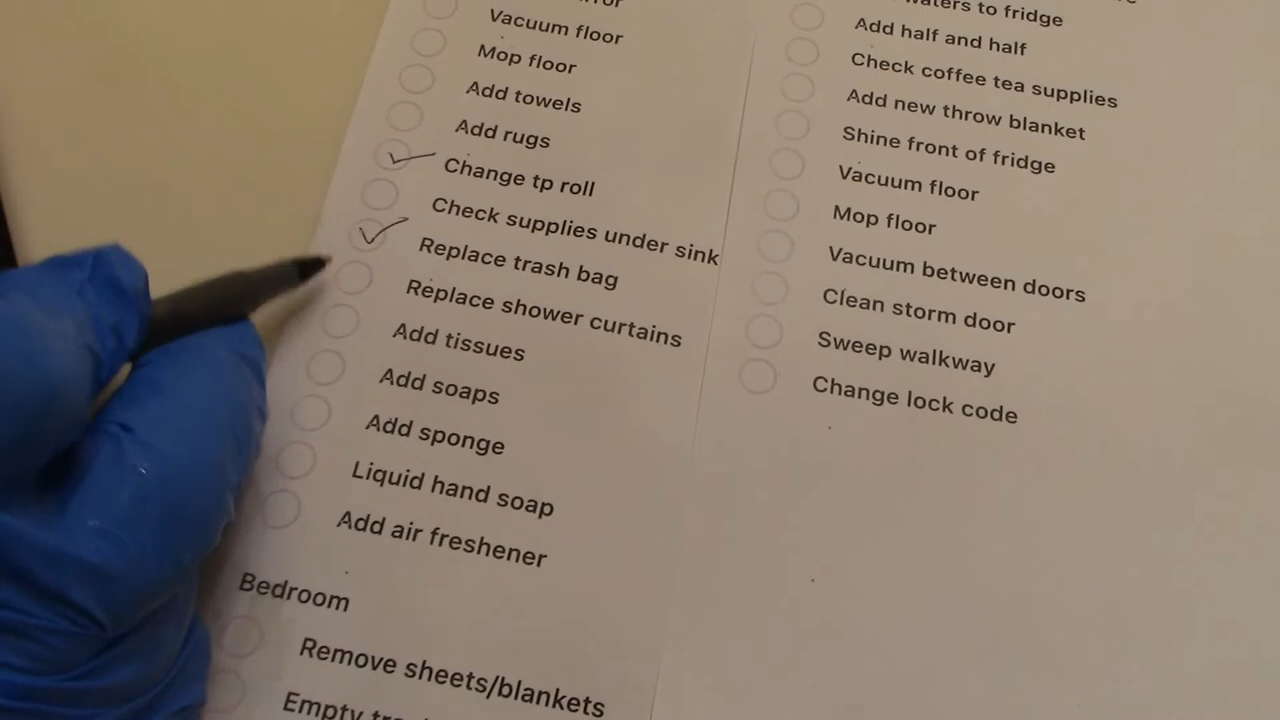 Vacuum floor
Mop floor
Add towels
Add rugs
Change tp roll
Check supplies under sink
Replace trash bag
Replace shower curtains
Add tissues
Add soaps
Add sponge
Liquid hand soap
Add air freshener
Bedroom
Remove sheets/blankets
Empty
to fridge
Add half and half
Check coffee tea supplies
Add new throw blanket
Shine front of fridge
Vacuum floor
Mop floor
Vacuum between doors
Clean storm door
Sweep walkway
Change lock code